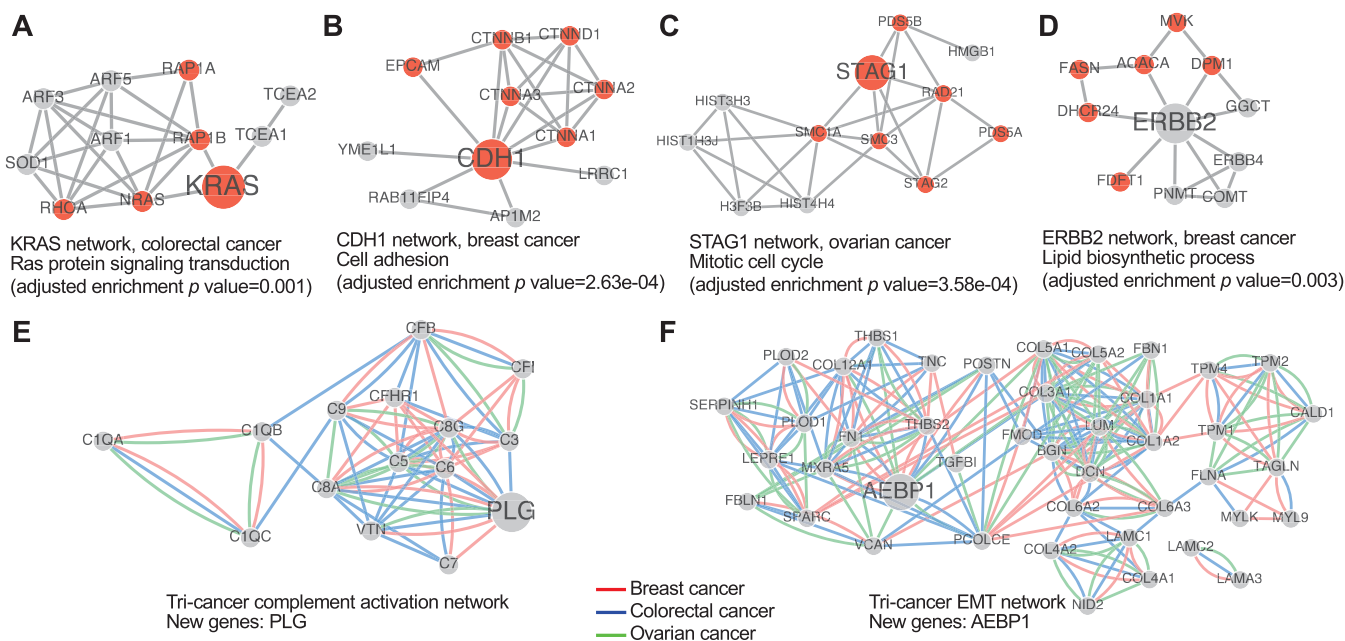 A
RAP1A
ARF5
ARF3
TCEA2
ARF1
RAP1B
TCEA1
SOD1
KRAS
RHOA
NRAS
KRAS network, colorectal cancer
Ras protein signaling transduction
(adjusted enrichment p value=0.001)
B
CTNNB1
CTNND1
EPCAM
CTNNA3
CTNNA2
CTNNA1
YME1L1
CDH1
LRRC1
RAB11FIP4
AP1M2
CDH1 network, breast cancer
Cell adhesion
(adjusted enrichment p value=2.63e-04)
C
PDS5B
HMGB1
STAG1
HIST3H3
RAD21
HIST1H3J
SMC1A
SMC3
PDS5A
STAG2
H3F3B
HIST4H4
STAG1 network, ovarian cancer
Mitotic cell cycle
(adjusted enrichment p value=3.58e-04)
D
MVK
FASN
ACACA
DPM1
DHCR24
GGCT
ERBB2
ERBB4
FDFT1
PNMT
COMT
ERBB2 network, breast cancer
Lipid biosynthetic process
(adjusted enrichment p value=0.003)
E
CFB
CFI
CFHR1
C9
C8G
C1QA
C1QB
C3
C5
C6
C8A
PLG
VTN
C1QC
C7
Tri-cancer complement activation network
New genes: PLG
Breast cancer
Colorectal cancer
Ovarian cancer
F
THBS1
PLOD2
COL12A1
TNC
POSTN
COL5A1
COL5A2
FBN1
TPM4
TPM2
SERPINH1
COL3A1
COL1A1
PLOD1
FN1
THBS2
FMOD
LUM
COL1A2
TPM1
CALD1
LEPRE1
MXRA5
TGFBI
BGN
DCN
FLNA
TAGLN
FBLN1
AEBP1
SPARC
COL6A2
COL6A3
MYLK
MYL9
VCAN
PCOLCE
COL4A2
LAMC1
LAMC2
COL4A1
LAMA3
NID2
Tri-cancer EMT network
New genes: AEBP1